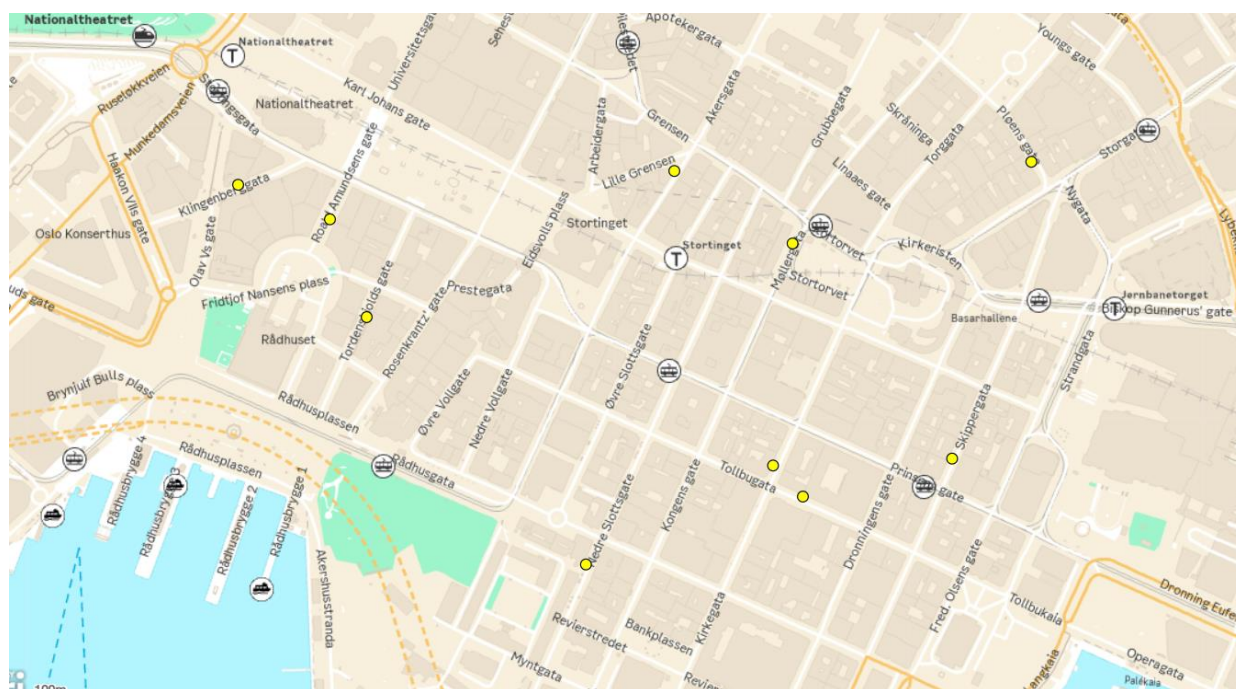 Nationaltheatret
Nationaltheatret
Ruseløkkveien
Munkedamsveien
Stortingsgata
Nationaltheatret
Karl Johans gate
Universitetsgata
Apotekergata
Youngs gate
Akersgata
Grensen
Grubbegata
Skråninga
Torggata
Pløens gate
Storgata
Arbeidergata
Lille Grensen
Linaaes gate
Nygata
Haakon VIIs gate
Klingenberggata
Roald Amundsens gate
Oslo Konserthus
Olav Vs gate
Eidsvolls plass
Stortinget
Stortinget
Møllergata
Stortorvet
Stortorvet
Kirkeristen
Jernbanetorget
Biskop Gunnerus' gate
Basarhallene
Fridtjof Nansens plass
Prestegata
Rådhuset
Tordenskiolds gate
Rosenkrantz' gate
Øvre Slottsgate
Strandgata
Brynjulf Bulls plass
Rådhusplassen
Øvre Vollgate
Nedre Vollgate
Skippergata
Rådhusplassen
Rådhusgata
Tollbugata
Prinsens gate
Rådhusbrygge 4
Rådhusbrygge 3
Rådhusbrygge 2
Rådhusbrygge 1
Nedre Slottsgate
Kongens gate
Dronningens gate
Akershusstranda
Fred. Olsens gate
Tollbukaia
Dronning Eufe
Revierstredet
Bankplassen
Kirkegata
Myntgata
Revier
Langkaia
Operagata
Palékaia
100m